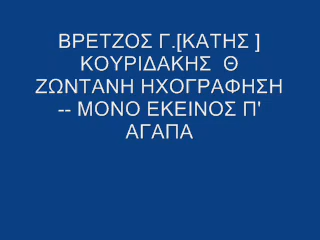 ΒΡΕΤΖΟΣ Γ.[ΚΑΤΗΣ ]
ΚΟΥΡΙΔΑΚΗΣ  Θ
ΖΩΝΤΑΝΗ ΗΧΟΓΡΑΦΗΣΗ
-- ΜΟΝΟ ΕΚΕΙΝΟΣ Π'
ΑΓΑΠΑ